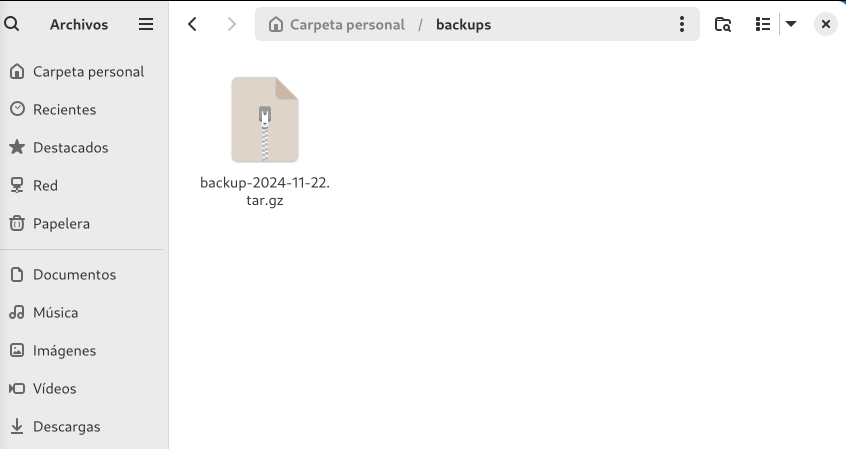 Archivos
Carpeta personal / backups
Carpeta personal
Recientes
Destacados
Red
Papelera
Documentos
Música
Imágenes
Vídeos
Descargas
backup-2024-11-22.
tar.gz